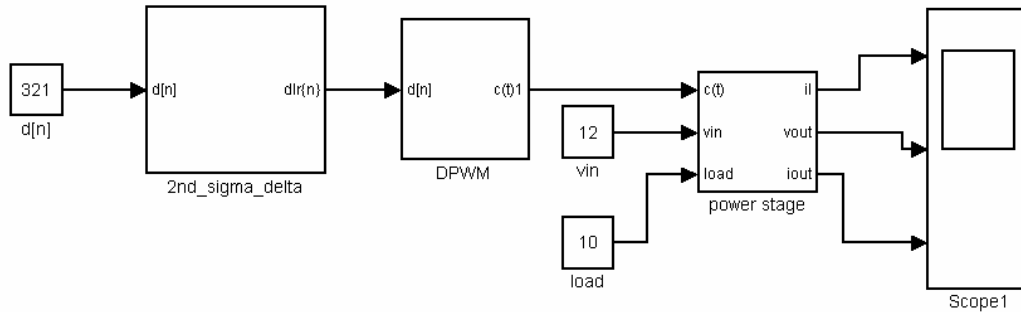 321
d[n]
d[n]
dlr{n}
2nd_sigma_delta
d[n]
c(t)1
DPWM
12
vin
10
load
c(t)
vin
load
il
vout
iout
power stage
Scope1